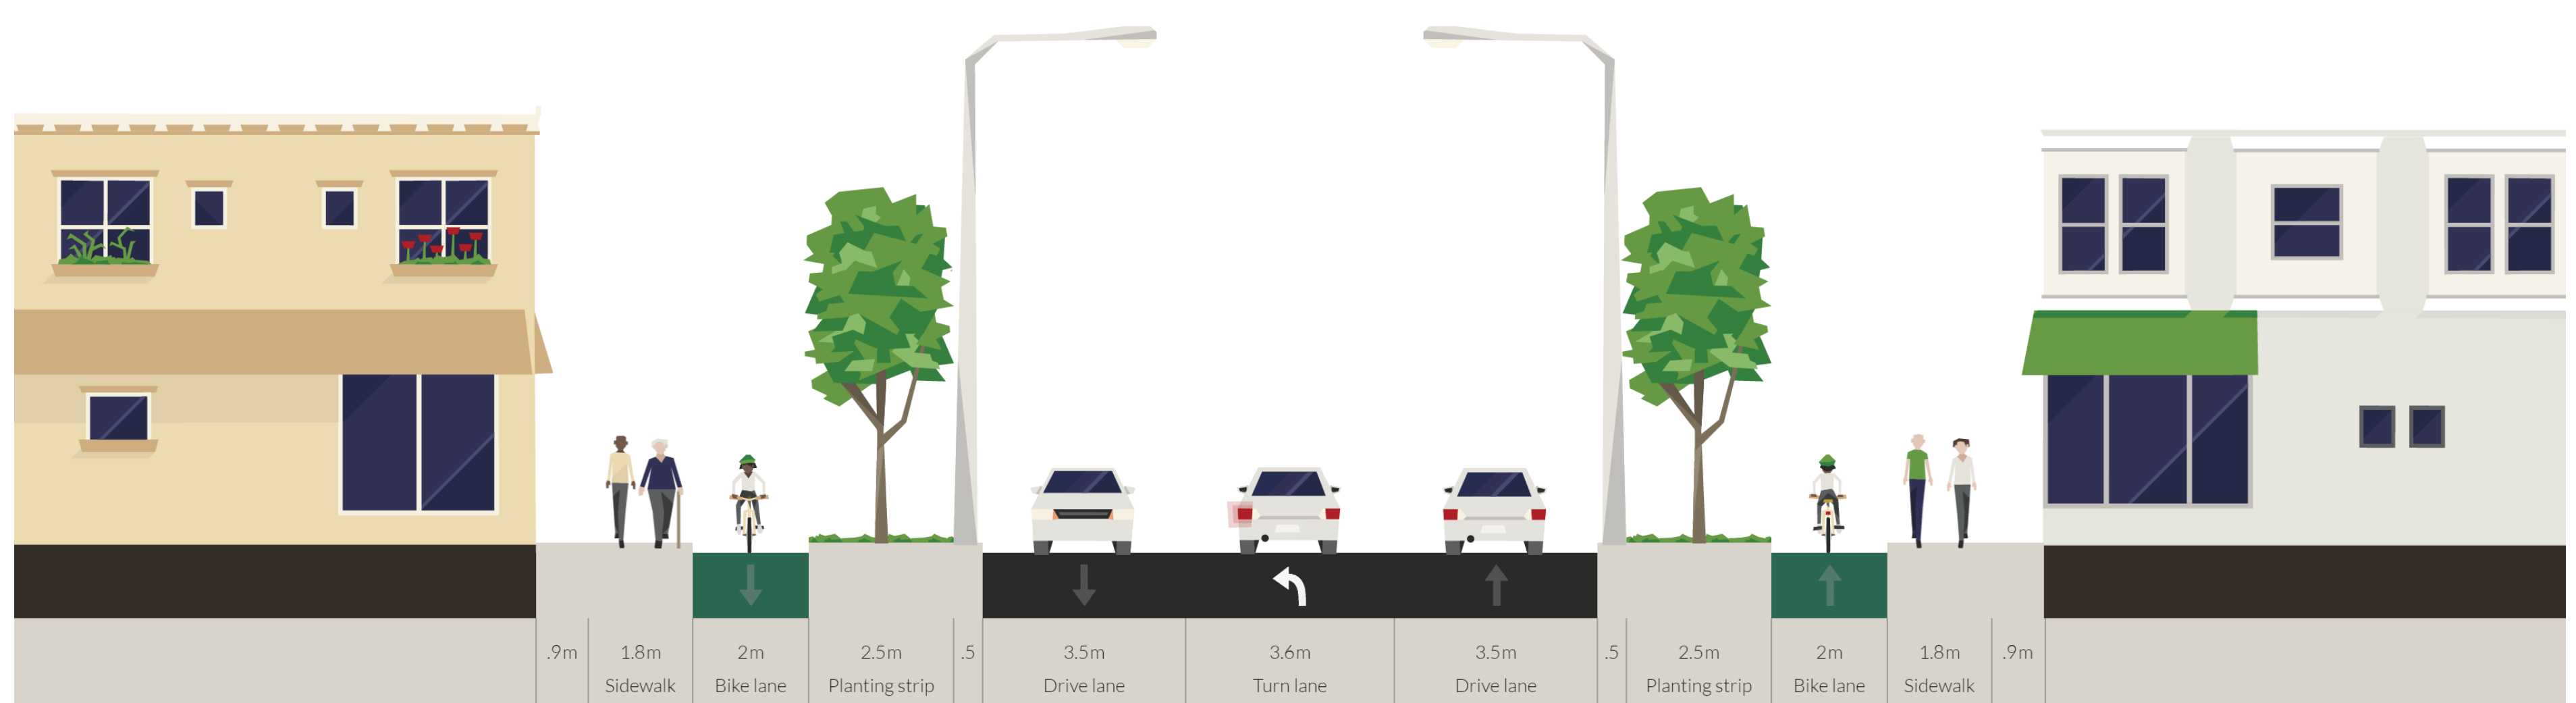 .9m
1.8m
Sidewalk
2m
Bike lane
2.5m
Planting strip
.5
3.5m
Drive lane
3.6m
Turn lane
3.5m
Drive lane
.5
2.5m
Planting strip
2m
Bike lane
1.8m
Sidewalk
.9m